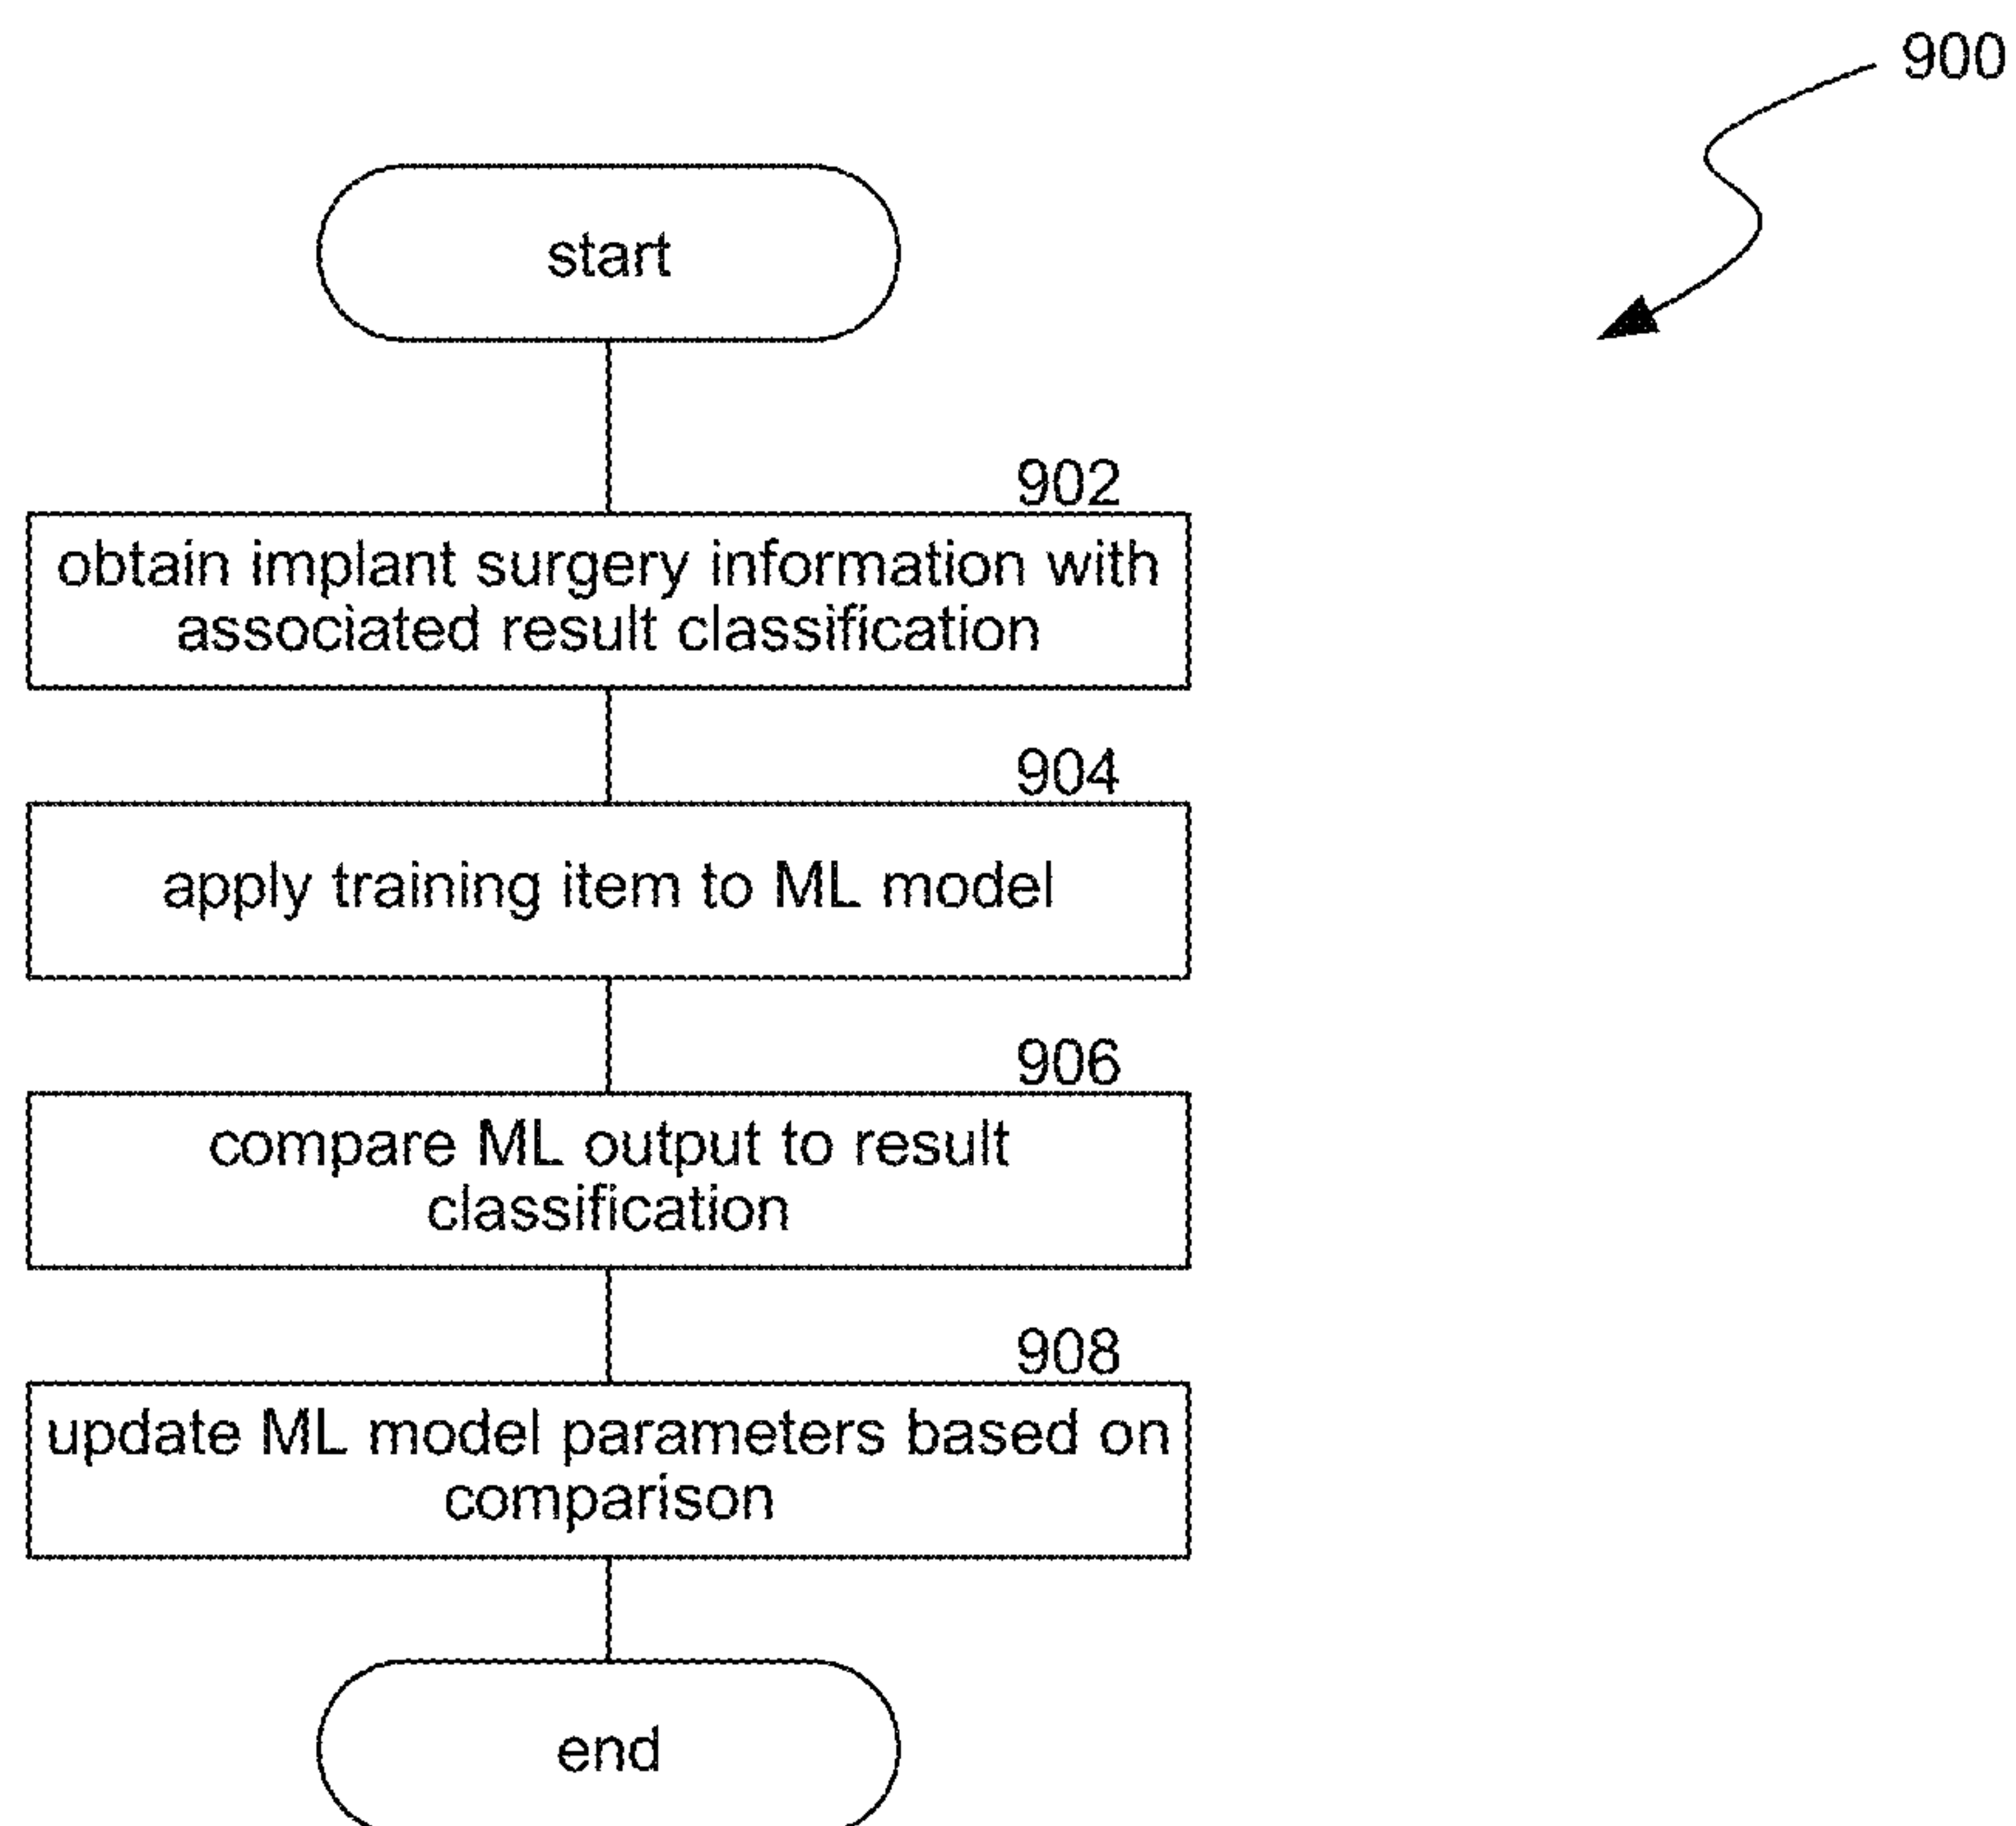 900
start
902
obtain implant surgery information with
associated result classification
904
apply training item to ML model
906
compare ML output to result
classification
908
update ML model parameters based on
comparison
end